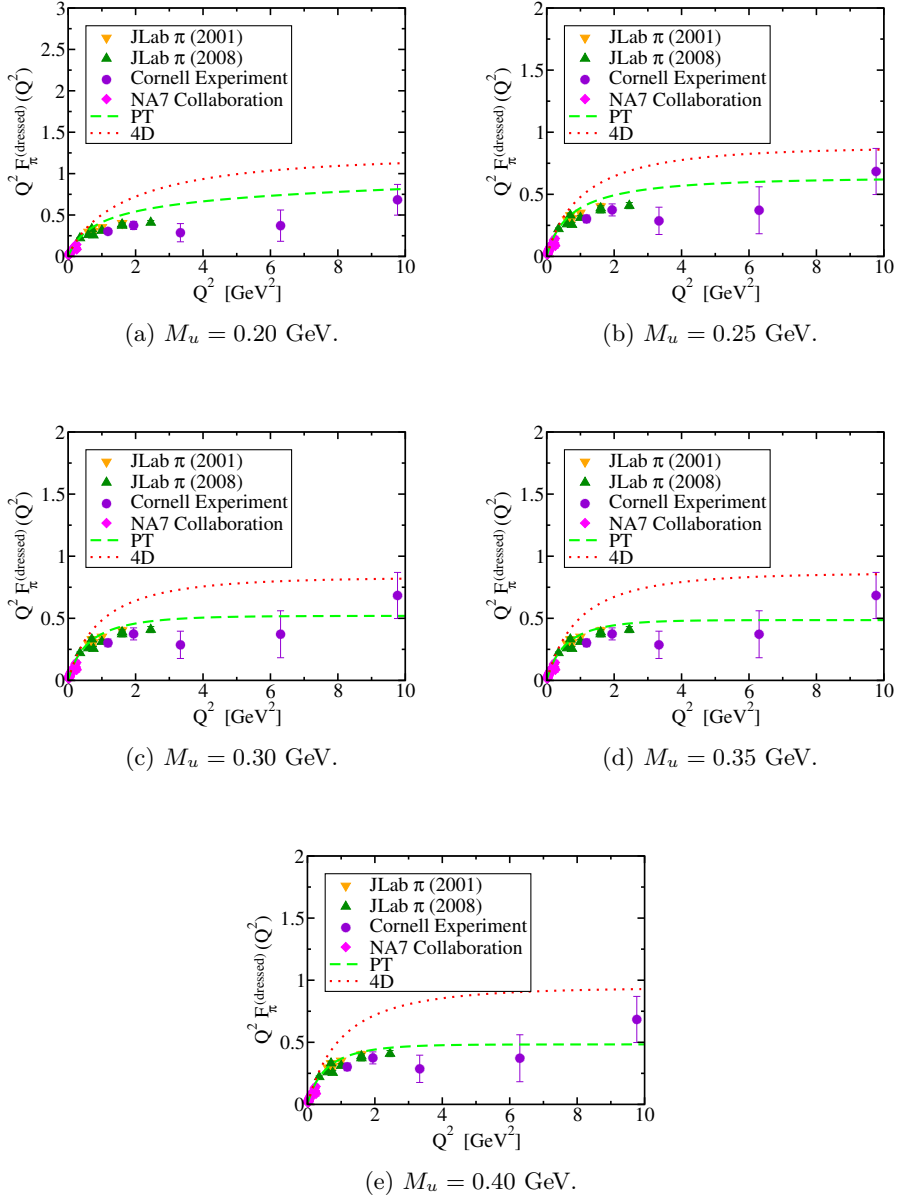 3
2.5
2
1.5
1
0.5
0
0 2 4 6 8 10
Q² F_π^(dressed) (Q²)
Q² [GeV²]
JLab π (2001)
JLab π (2008)
Cornell Experiment
NA7 Collaboration
PT
4D
(a) M_u = 0.20 GeV.
2
1.5
1
0.5
0
0 2 4 6 8 10
Q² F_π^(dressed) (Q²)
Q² [GeV²]
JLab π (2001)
JLab π (2008)
Cornell Experiment
NA7 Collaboration
PT
4D
(b) M_u = 0.25 GeV.
2
1.5
1
0.5
0
0 2 4 6 8 10
Q² F_π^(dressed) (Q²)
Q² [GeV²]
JLab π (2001)
JLab π (2008)
Cornell Experiment
NA7 Collaboration
PT
4D
(c) M_u = 0.30 GeV.
2
1.5
1
0.5
0
0 2 4 6 8 10
Q² F_π^(dressed) (Q²)
Q² [GeV²]
JLab π (2001)
JLab π (2008)
Cornell Experiment
NA7 Collaboration
PT
4D
(d) M_u = 0.35 GeV.
2
1.5
1
0.5
0
0 2 4 6 8 10
Q² F_π^(dressed) (Q²)
Q² [GeV²]
JLab π (2001)
JLab π (2008)
Cornell Experiment
NA7 Collaboration
PT
4D
(e) M_u = 0.40 GeV.